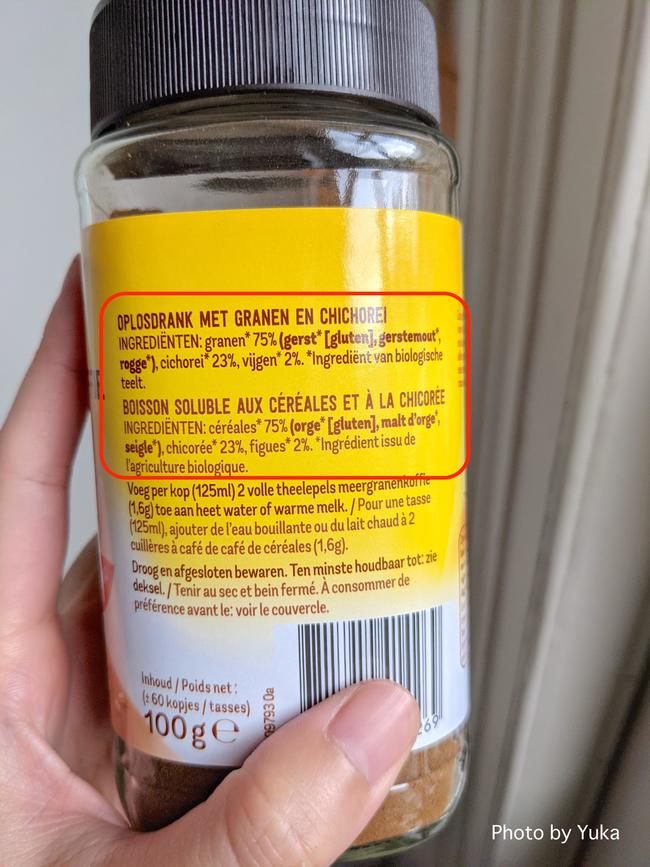 OPLOSDRANK MET GRANEN EN CHICHOREI
INGREDIËNTEN: granen* 75% (gerst* [gluten], gerstemout*,
rogge*), cichorei* 23%, vijgen* 2%. *Ingrediënt van biologische
teelt.
BOISSON SOLUBLE AUX CÉRÉALES ET À LA CHICORÉE
INGREDIËNTEN: céréales* 75% (orge* [gluten], malt d'orge*,
seigle*), chicorée* 23%, figues* 2%. *Ingrédient issu de
l'agriculture biologique.
Voeg per kop (125ml) 2 volle theelepels meergranenkoffie
(1,6g) toe aan heet water of warme melk. / Pour une tasse
(125ml), ajouter de l'eau bouillante ou du lait chaud à 2
cuillères à café de café de céréales (1,6g).
Droog en afgesloten bewaren. Ten minste houdbaar tot: zie
deksel. / Tenir au sec et bein fermé. À consommer de
préférence avant le: voir le couvercle.
Inhoud / Poids net :
(± 60 kopjes / tasses)
100g e
09793 0a
269
Photo by Yuka